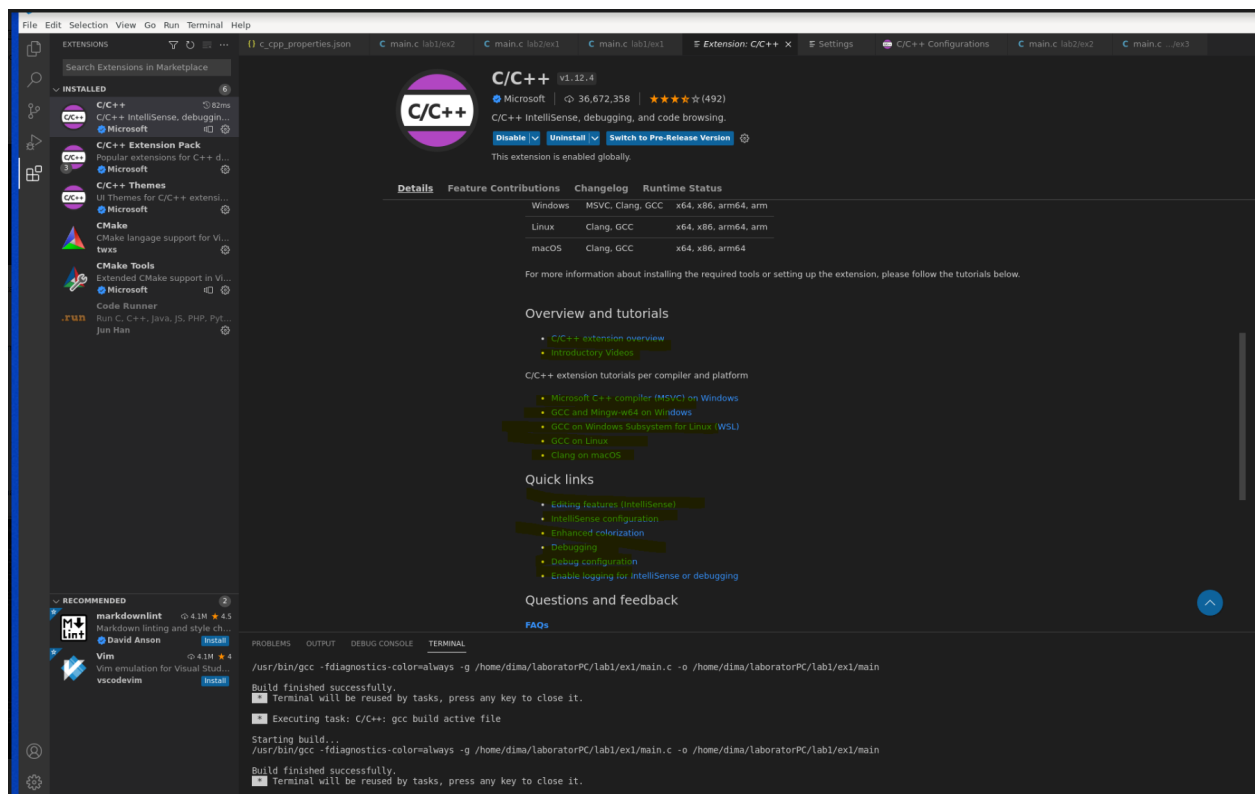 File Edit Selection View Go Run Terminal Help
EXTENSIONS
{} c_cpp_properties.json C main.c lab1/ex2 C main.c lab2/ex1 C main.c lab1/ex1 Extension: C/C++ × Settings C/C++ Configurations C main.c lab2/ex2 C main.c .../ex3
Search Extensions in Marketplace
INSTALLED 6
C/C++ 82ms
C/C++ IntelliSense, debuggin...
Microsoft
C/C++ Extension Pack
Popular extensions for C++ d...
3 Microsoft
C/C++ Themes
UI Themes for C/C++ extensi...
Microsoft
CMake
CMake langage support for Vi...
twxs
CMake Tools
Extended CMake support in Vi...
Microsoft
Code Runner
.run Run C, C++, Java, JS, PHP, Pyt...
Jun Han
RECOMMENDED 2
markdownlint 4.1M ★ 4.5
Markdown linting and style ch...
David Anson Install
Vim 4.1M ★ 4
Vim emulation for Visual Stud...
vscodevim Install
C/C++
C/C++ v1.12.4
Microsoft 36,672,358 (492)
C/C++ IntelliSense, debugging, and code browsing.
Disable Uninstall Switch to Pre-Release Version
This extension is enabled globally.
Details Feature Contributions Changelog Runtime Status
Windows MSVC, Clang, GCC x64, x86, arm64, arm
Linux Clang, GCC x64, x86, arm64, arm
macOS Clang, GCC x64, x86, arm64
For more information about installing the required tools or setting up the extension, please follow the tutorials below.
Overview and tutorials
• C/C++ extension overview
• Introductory Videos
C/C++ extension tutorials per compiler and platform
• Microsoft C++ compiler (MSVC) on Windows
• GCC and Mingw-w64 on Windows
• GCC on Windows Subsystem for Linux (WSL)
• GCC on Linux
• Clang on macOS
Quick links
• Editing features (IntelliSense)
• IntelliSense configuration
• Enhanced colorization
• Debugging
• Debug configuration
• Enable logging for IntelliSense or debugging
Questions and feedback
FAQs
PROBLEMS OUTPUT DEBUG CONSOLE TERMINAL
/usr/bin/gcc -fdiagnostics-color=always -g /home/dima/laboratorPC/lab1/ex1/main.c -o /home/dima/laboratorPC/lab1/ex1/main
Build finished successfully.
* Terminal will be reused by tasks, press any key to close it.
* Executing task: C/C++: gcc build active file
Starting build...
/usr/bin/gcc -fdiagnostics-color=always -g /home/dima/laboratorPC/lab1/ex1/main.c -o /home/dima/laboratorPC/lab1/ex1/main
Build finished successfully.
* Terminal will be reused by tasks, press any key to close it.